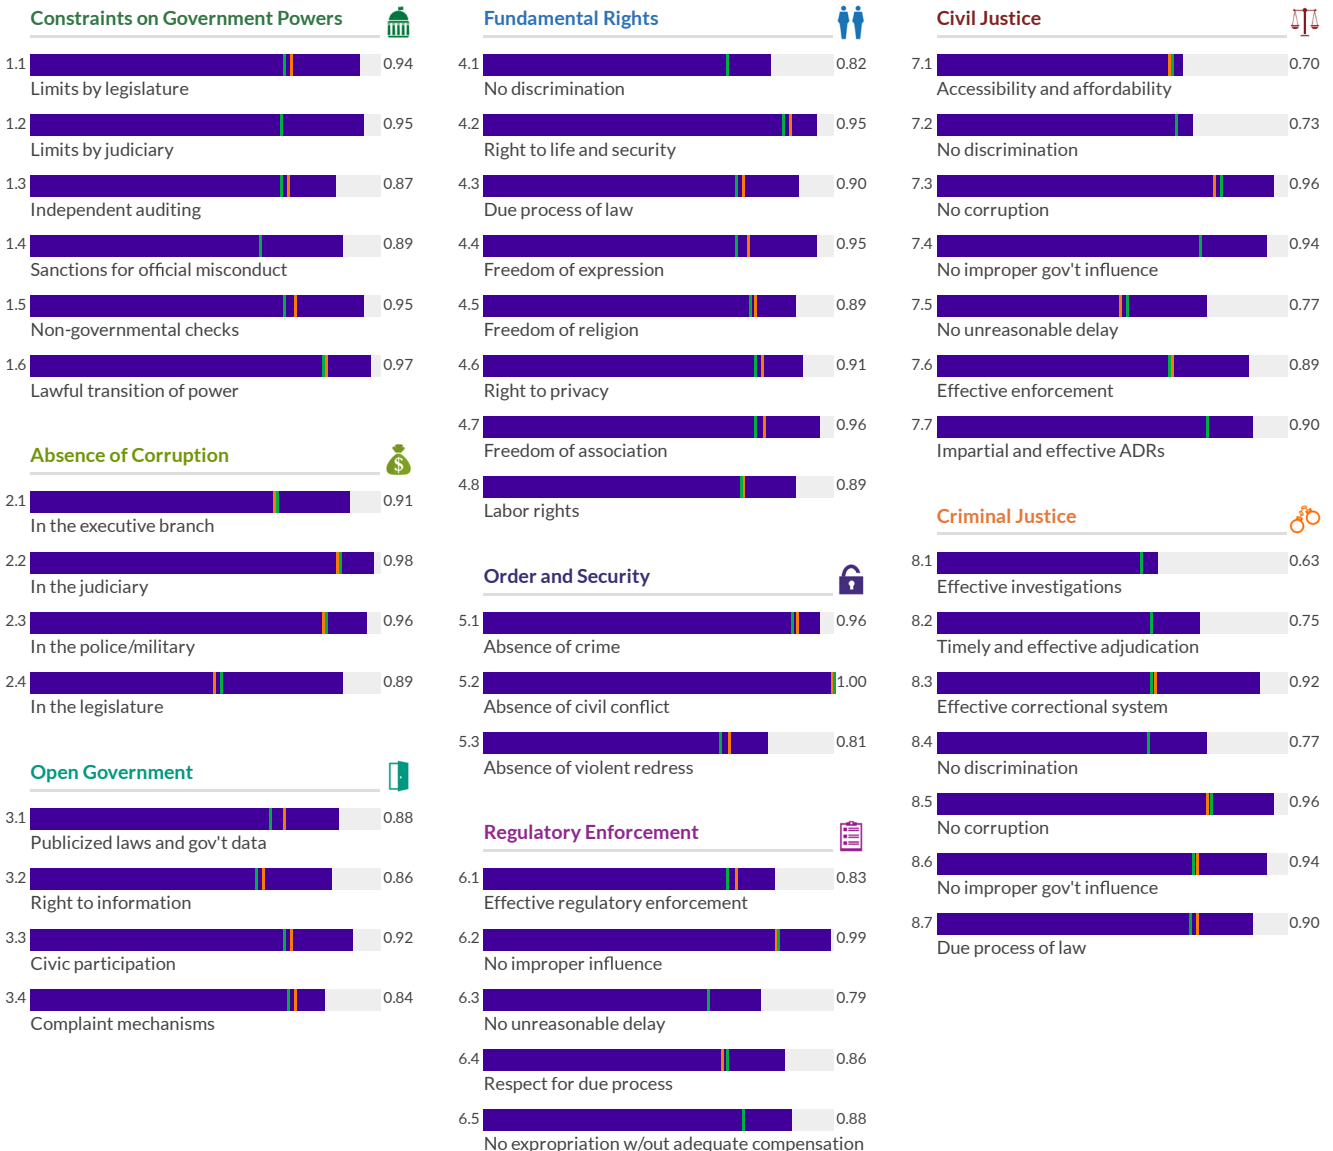 Constraints on Government Powers
1.1 0.94
Limits by legislature
1.2 0.95
Limits by judiciary
1.3 0.87
Independent auditing
1.4 0.89
Sanctions for official misconduct
1.5 0.95
Non-governmental checks
1.6 0.97
Lawful transition of power
Absence of Corruption
$
2.1 0.91
In the executive branch
2.2 0.98
In the judiciary
2.3 0.96
In the police/military
2.4 0.89
In the legislature
Open Government
3.1 0.88
Publicized laws and gov't data
3.2 0.86
Right to information
3.3 0.92
Civic participation
3.4 0.84
Complaint mechanisms
Fundamental Rights
4.1 0.82
No discrimination
4.2 0.95
Right to life and security
4.3 0.90
Due process of law
4.4 0.95
Freedom of expression
4.5 0.89
Freedom of religion
4.6 0.91
Right to privacy
4.7 0.96
Freedom of association
4.8 0.89
Labor rights
Order and Security
5.1 0.96
Absence of crime
5.2 1.00
Absence of civil conflict
5.3 0.81
Absence of violent redress
Regulatory Enforcement
6.1 0.83
Effective regulatory enforcement
6.2 0.99
No improper influence
6.3 0.79
No unreasonable delay
6.4 0.86
Respect for due process
6.5 0.88
No expropriation w/out adequate compensation
Civil Justice
7.1 0.70
Accessibility and affordability
7.2 0.73
No discrimination
7.3 0.96
No corruption
7.4 0.94
No improper gov't influence
7.5 0.77
No unreasonable delay
7.6 0.89
Effective enforcement
7.7 0.90
Impartial and effective ADRs
Criminal Justice
8.1 0.63
Effective investigations
8.2 0.75
Timely and effective adjudication
8.3 0.92
Effective correctional system
8.4 0.77
No discrimination
8.5 0.96
No corruption
8.6 0.94
No improper gov't influence
8.7 0.90
Due process of law